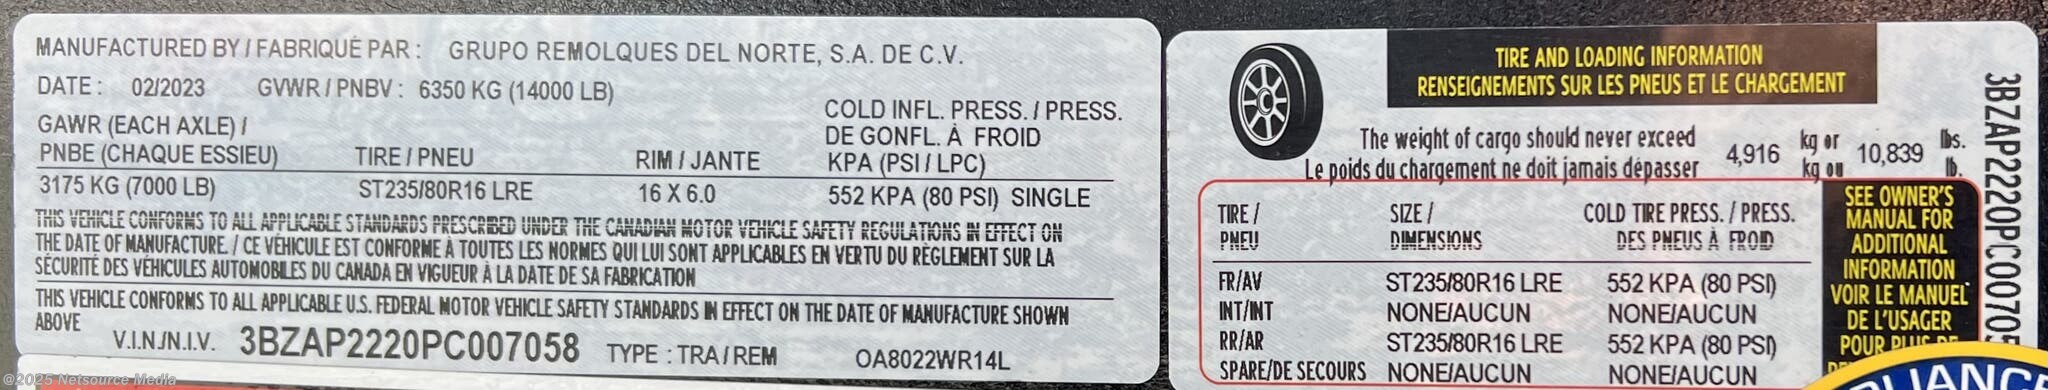 MANUFACTURED BY / FABRIQUÉ PAR : GRUPO REMOLQUES DEL NORTE, S.A. DE C.V.
DATE : 02/2023 GVWR / PNBV : 6350 KG (14000 LB)
GAWR (EACH AXLE) /
PNBE (CHAQUE ESSIEU) TIRE / PNEU RIM / JANTE
COLD INFL. PRESS. / PRESS.
DE GONFL. À FROID
KPA (PSI / LPC)
3175 KG (7000 LB) ST235/80R16 LRE 16 X 6.0 552 KPA (80 PSI) SINGLE
THIS VEHICLE CONFORMS TO ALL APPLICABLE STANDARDS PRESCRIBED UNDER THE CANADIAN MOTOR VEHICLE SAFETY REGULATIONS IN EFFECT ON
THE DATE OF MANUFACTURE. / CE VÉHICULE EST CONFORME À TOUTES LES NORMES QUI LUI SONT APPLICABLES EN VERTU DU RÈGLEMENT SUR LA
SÉCURITÉ DES VÉHICULES AUTOMOBILES DU CANADA EN VIGUEUR À LA DATE DE SA FABRICATION
THIS VEHICLE CONFORMS TO ALL APPLICABLE U.S. FEDERAL MOTOR VEHICLE SAFETY STANDARDS IN EFFECT ON THE DATE OF MANUFACTURE SHOWN
ABOVE
V.I.N./N.I.V. 3BZAP2220PC007058 TYPE : TRA / REM OA8022WR14L
TIRE AND LOADING INFORMATION
RENSEIGNEMENTS SUR LES PNEUS ET LE CHARGEMENT
The weight of cargo should never exceed 4,916 kg or 10,839 lbs.
Le poids du chargement ne doit jamais dépasser kg ou lb.
TIRE / SIZE / COLD TIRE PRESS. / PRESS.
PNEU DIMENSIONS DES PNEUS À FROID
FR/AV ST235/80R16 LRE 552 KPA (80 PSI)
INT/INT NONE/AUCUN NONE/AUCUN
RR/AR ST235/80R16 LRE 552 KPA (80 PSI)
SPARE/DE SECOURS NONE/AUCUN NONE/AUCUN
SEE OWNER'S
MANUAL FOR
ADDITIONAL
INFORMATION
VOIR LE MANUEL
DE L'USAGER
POUR PLUS DE
3BZAP2220PC00705
©2025 Netsource Media